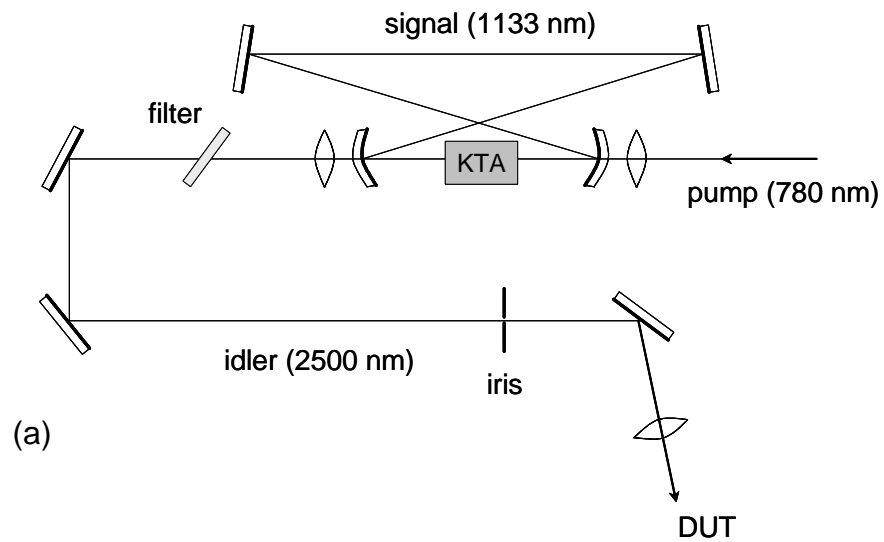 signal (1133 nm)
filter
KTA
pump (780 nm)
idler (2500 nm)
iris
(a)
DUT